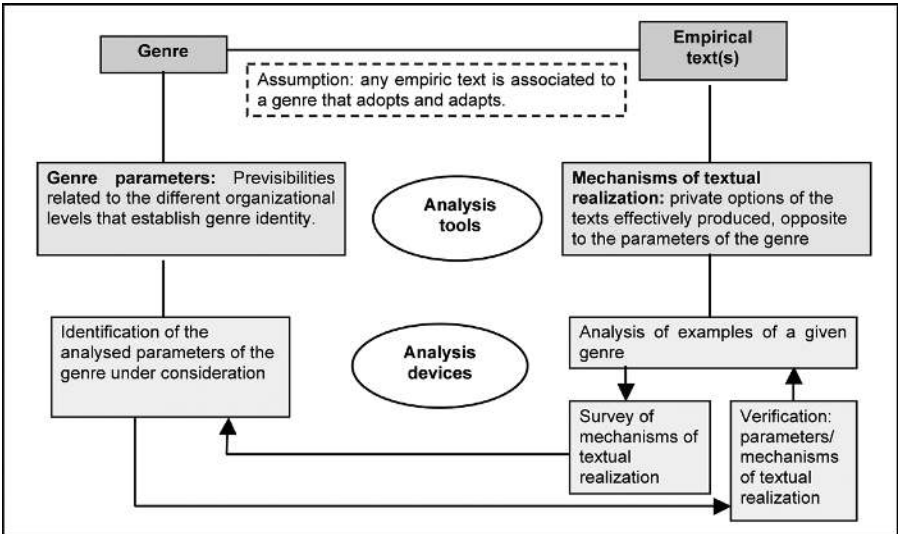 Genre
Empirical
text(s)
Assumption: any empiric text is associated to
a genre that adopts and adapts.
Genre parameters: Previsibilities
related to the different organizational
levels that establish genre identity.
Analysis
tools
Mechanisms of textual
realization: private options of the
texts effectively produced, opposite
to the parameters of the genre
Identification of the
analysed parameters of the
genre under consideration
Analysis
devices
Analysis of examples of a given
genre
Survey of
mechanisms of
textual
realization
Verification:
parameters/
mechanisms
of textual
realization